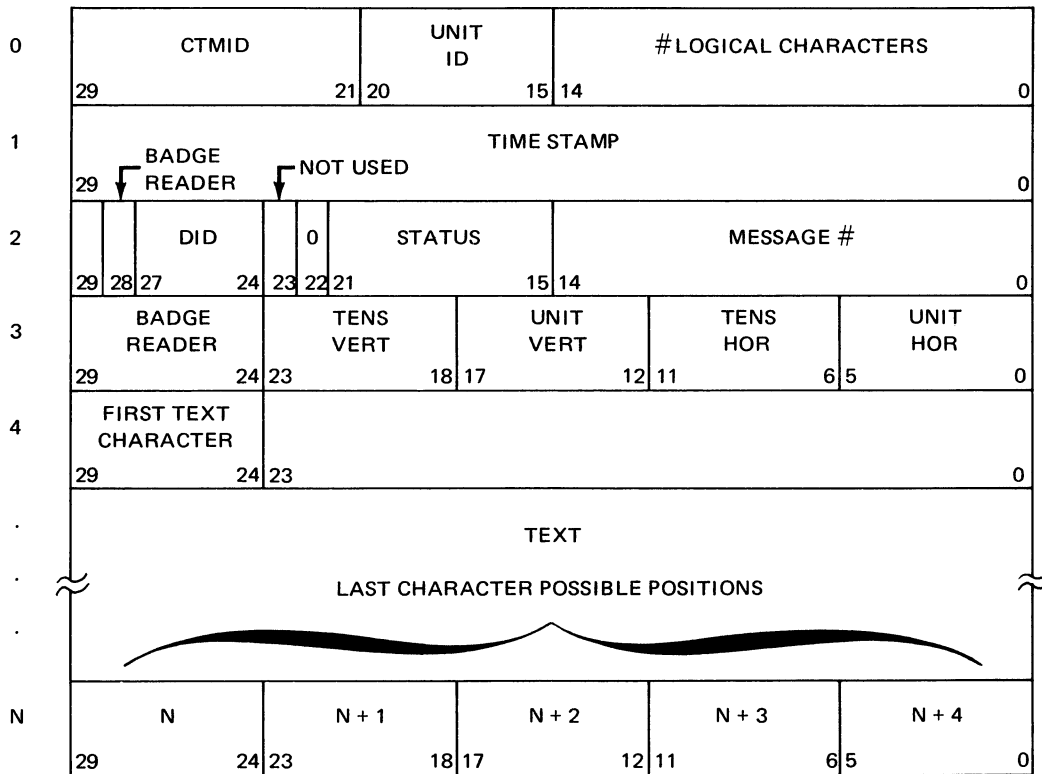 0 CTMID UNIT ID #LOGICAL CHARACTERS
29 21 20 15 14 0
1 TIME STAMP
29 BADGE READER NOT USED 0
2 DID 0 STATUS MESSAGE #
29 28 27 24 23 22 21 15 14 0
3 BADGE READER TENS VERT UNIT VERT TENS HOR UNIT HOR
29 24 23 18 17 12 11 6 5 0
4 FIRST TEXT CHARACTER
29 24 23 0
. TEXT
. LAST CHARACTER POSSIBLE POSITIONS
.
N N N + 1 N + 2 N + 3 N + 4
29 24 23 18 17 12 11 6 5 0